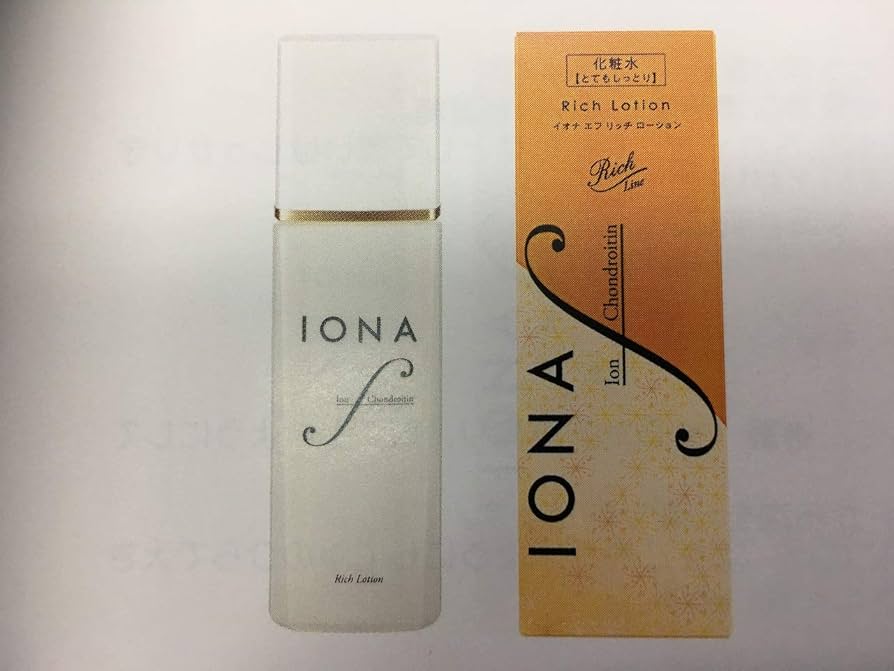 IONA
f
Ion Chondroitin
Rich Lotion
化粧水
【とてもしっとり】
Rich Lotion
イオナ エフ リッチ ローション
Rich
Line
IONA
f
Ion Chondroitin